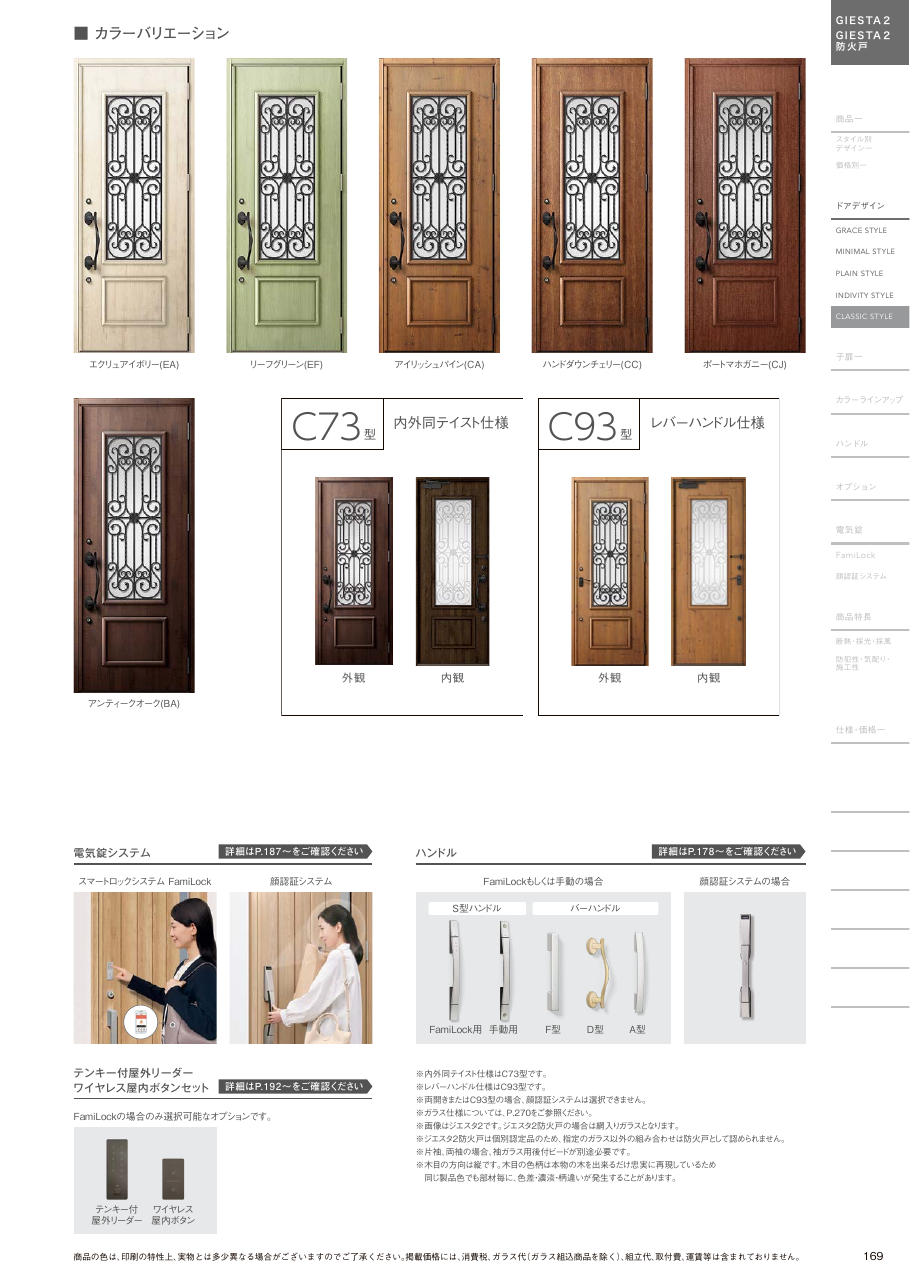 ■ カラーバリエーション
エクリュアイボリー(EA)
リーフグリーン(EF)
アイリッシュパイン(CA)
ハンドダウンチェリー(CC)
ポートマホガニー(CJ)
C73型 内外同テイスト仕様
C93型 レバーハンドル仕様
外観
内観
外観
内観
アンティークオーク(BA)
電気錠システム
詳細はP.187〜をご確認ください
スマートロックシステム FamiLock
顔認証システム
ハンドル
詳細はP.178〜をご確認ください
FamiLockもしくは手動の場合
顔認証システムの場合
S型ハンドル
バーハンドル
FamiLock用
手動用
F型
D型
A型
テンキー付屋外リーダー
ワイヤレス屋内ボタンセット
詳細はP.192〜をご確認ください
FamiLockの場合のみ選択可能なオプションです。
テンキー付
屋外リーダー
ワイヤレス
屋内ボタン
※内外同テイスト仕様はC73型です。
※レバーハンドル仕様はC93型です。
※両開きまたはC93型の場合、顔認証システムは選択できません。
※ガラス仕様については、P.270をご参照ください。
※画像はジエスタ2です。ジエスタ2防火戸の場合は網入りガラスとなります。
※ジエスタ2防火戸は個別認定品のため、指定のガラス以外の組み合わせは防火戸として認められません。
※片袖、両袖の場合、袖ガラス用後付ビードが別途必要です。
※木目の方向は縦です。木目の色柄は本物の木を出来るだけ忠実に再現しているため
同じ製品色でも部材毎に、色差・濃淡・柄違いが発生することがあります。
商品の色は、印刷の特性上、実物とは多少異なる場合がございますのでご了承ください。掲載価格には、消費税、ガラス代（ガラス組込商品を除く）、組立代、取付費、運賃等は含まれておりません。
169
GIESTA2
GIESTA2
防火戸
商品一
スタイル別
デザイン一
価格別一
ドアデザイン
GRACE STYLE
MINIMAL STYLE
PLAIN STYLE
INDIVITY STYLE
CLASSIC STYLE
子扉一
カラーラインアップ
ハンドル
オプション
電気錠
FamiLock
顔認証システム
商品特長
断熱・採光・採風
防犯性・気配り・
施工性
仕様・価格一